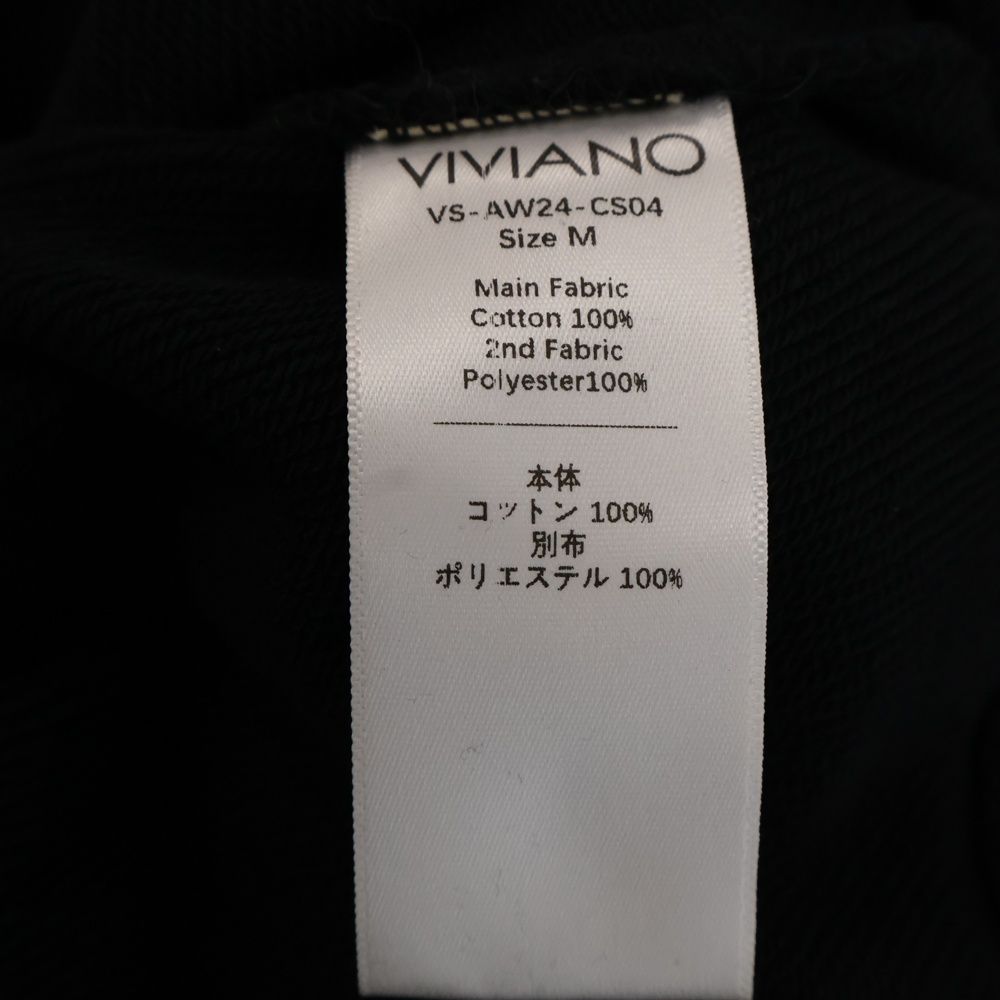 VIVIANO
VS-AW24-CS04
Size M
Main Fabric
Cotton 100%
2nd Fabric
Polyester100%
本体
コットン 100%
別布
ポリエステル 100%